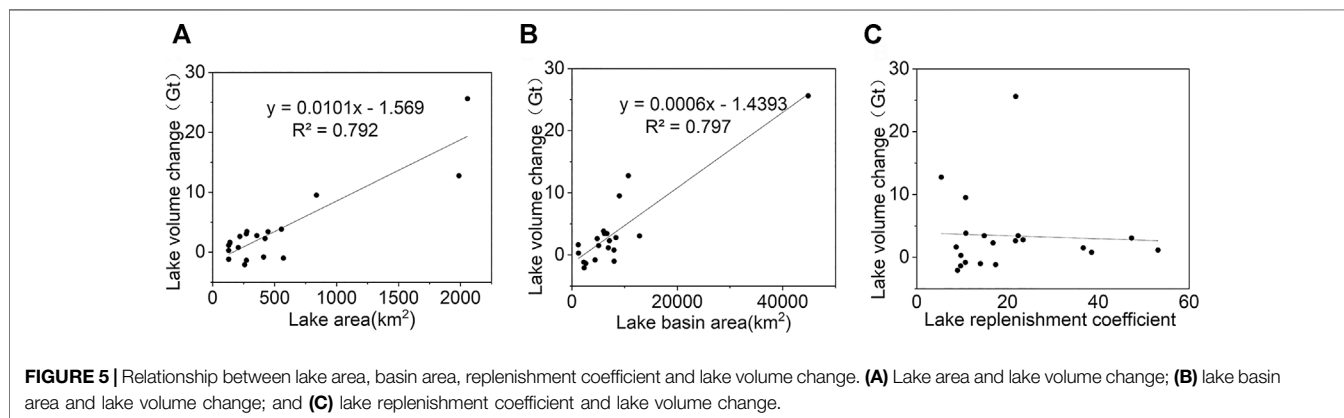 A
Lake volume change（Gt）
30
20
10
0
y = 0.0101x - 1.569
R² = 0.792
0
500
1000
1500
2000
Lake area(km²)
B
Lake volume change（Gt）
30
20
10
0
y = 0.0006x - 1.4393
R² = 0.797
0
20000
40000
Lake basin area(km²)
C
Lake volume change（Gt）
30
20
10
0
0
20
40
60
Lake replenishment coefficient
FIGURE 5 | Relationship between lake area, basin area, replenishment coefficient and lake volume change. (A) Lake area and lake volume change; (B) lake basin
area and lake volume change; and (C) lake replenishment coefficient and lake volume change.